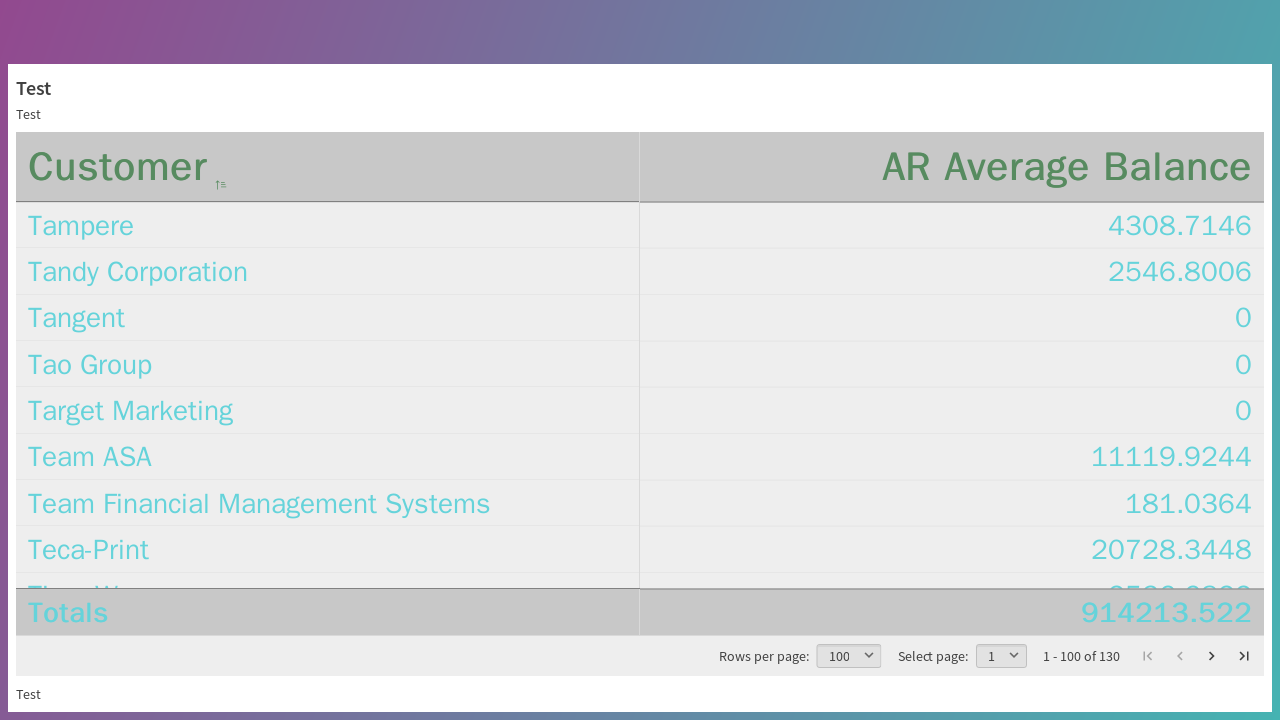 Test
Test
Customer AR Average Balance
Tampere 4308.7146
Tandy Corporation 2546.8006
Tangent 0
Tao Group 0
Target Marketing 0
Team ASA 11119.9244
Team Financial Management Systems 181.0364
Teca-Print 20728.3448
Totals 914213.522
Rows per page: 100 Select page: 1 1 - 100 of 130
Test